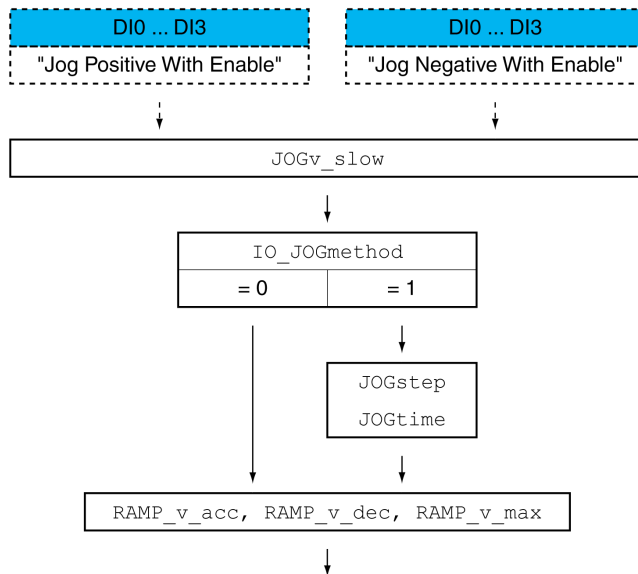 DI0 ... DI3
DI0 ... DI3
"Jog Positive With Enable"
"Jog Negative With Enable"
JOGv_slow
IO_JOGmethod
= 0
= 1
JOGstep
JOGtime
RAMP_v_acc, RAMP_v_dec, RAMP_v_max